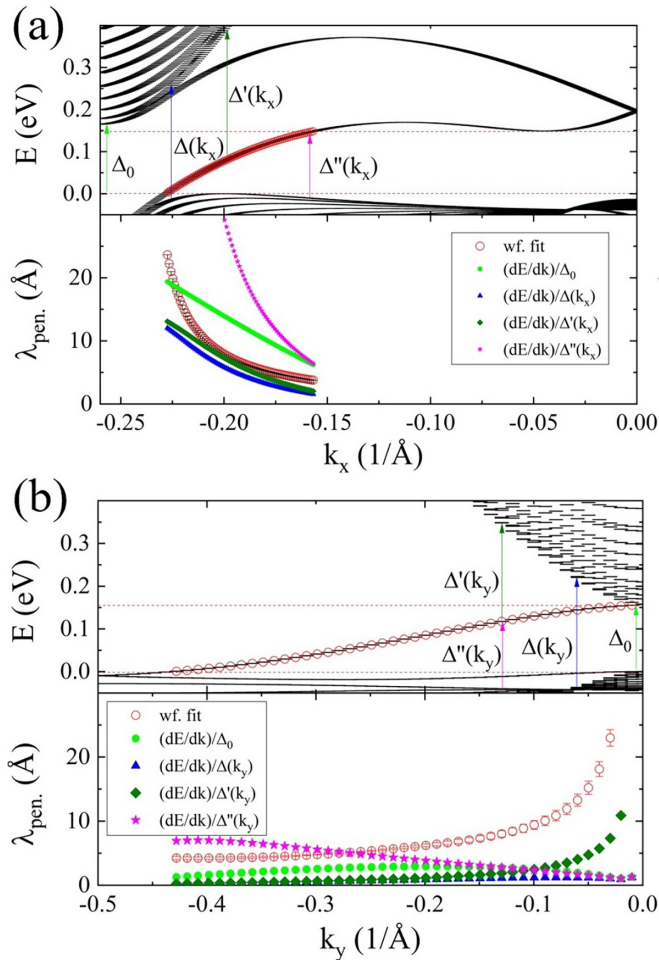 (a)
0.3
0.2
0.1
0.0
E (eV)
Δ'(kx)
Δ(kx)
Δ0
Δ''(kx)
20
10
0
λpen. (Å)
wf. fit
(dE/dk)/Δ0
(dE/dk)/Δ(kx)
(dE/dk)/Δ'(kx)
(dE/dk)/Δ''(kx)
-0.25 -0.20 -0.15 -0.10 -0.05 0.00
kx (1/Å)
(b)
0.3
0.2
0.1
0.0
E (eV)
Δ'(ky)
Δ''(ky) Δ(ky) Δ0
20
10
0
λpen. (Å)
wf. fit
(dE/dk)/Δ0
(dE/dk)/Δ(ky)
(dE/dk)/Δ'(ky)
(dE/dk)/Δ''(ky)
-0.5 -0.4 -0.3 -0.2 -0.1 0.0
ky (1/Å)